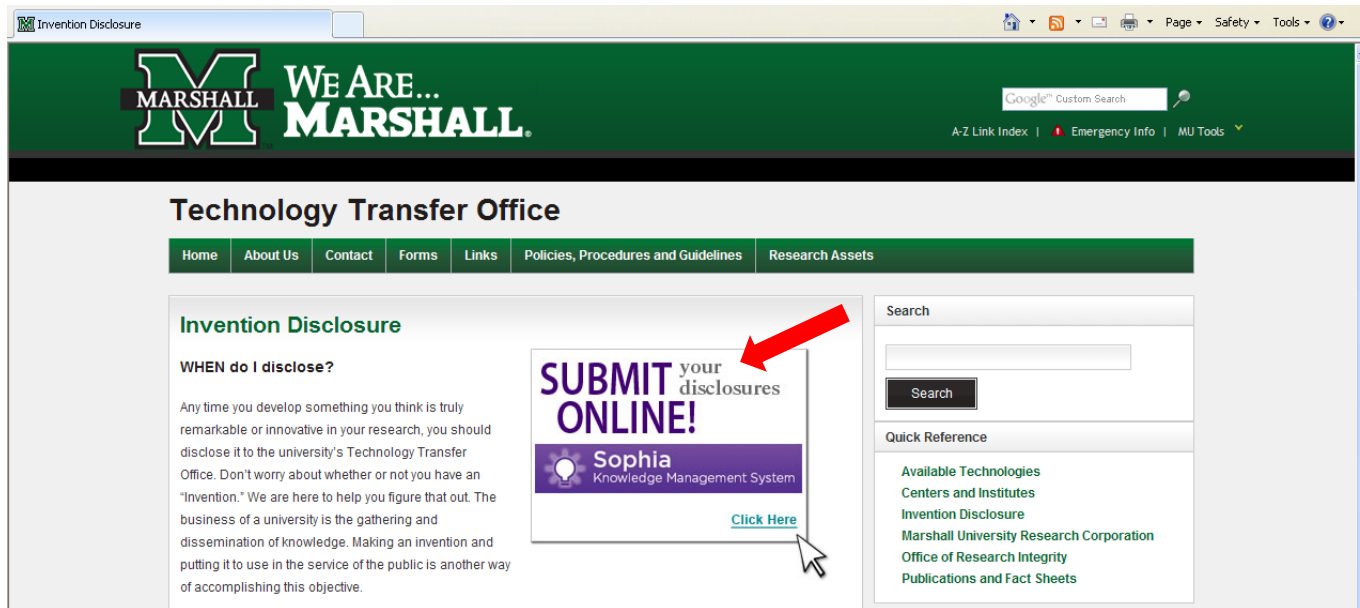 Invention Disclosure
Page Safety Tools
MARSHALL
WE ARE...
MARSHALL.
Google™ Custom Search
A-Z Link Index | Emergency Info | MU Tools
Technology Transfer Office
Home About Us Contact Forms Links Policies, Procedures and Guidelines Research Assets
Invention Disclosure
WHEN do I disclose?
Any time you develop something you think is truly
remarkable or innovative in your research, you should
disclose it to the university's Technology Transfer
Office. Don't worry about whether or not you have an
"Invention." We are here to help you figure that out. The
business of a university is the gathering and
dissemination of knowledge. Making an invention and
putting it to use in the service of the public is another way
of accomplishing this objective.
SUBMIT your
disclosures
ONLINE!
Sophia
Knowledge Management System
Click Here
Search
Search
Quick Reference
Available Technologies
Centers and Institutes
Invention Disclosure
Marshall University Research Corporation
Office of Research Integrity
Publications and Fact Sheets